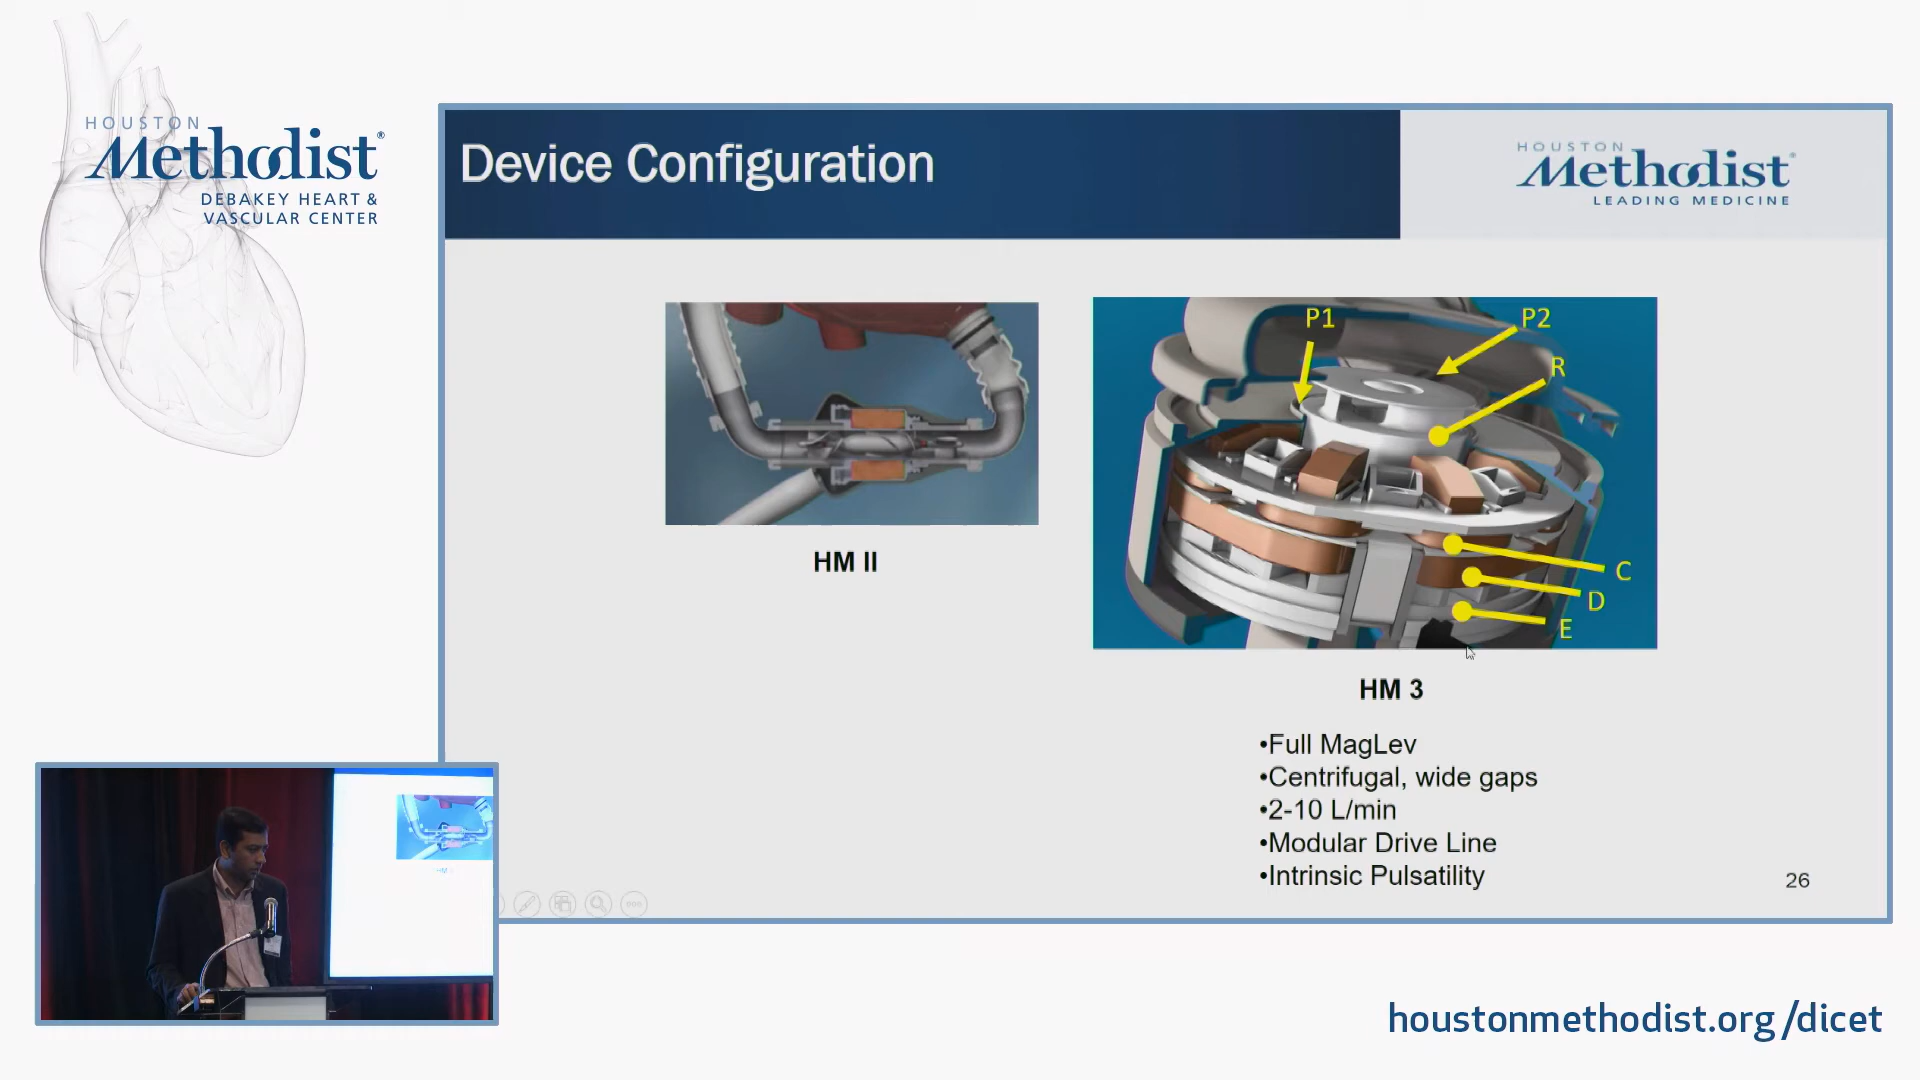 HOUSTON
Methodist®
DEBAKEY HEART &
VASCULAR CENTER
Device Configuration
HOUSTON
Methodist®
LEADING MEDICINE
P1
P2
R
C
D
E
HM II
HM 3
•Full MagLev
•Centrifugal, wide gaps
•2-10 L/min
•Modular Drive Line
•Intrinsic Pulsatility
26
houstonmethodist.org/dicet